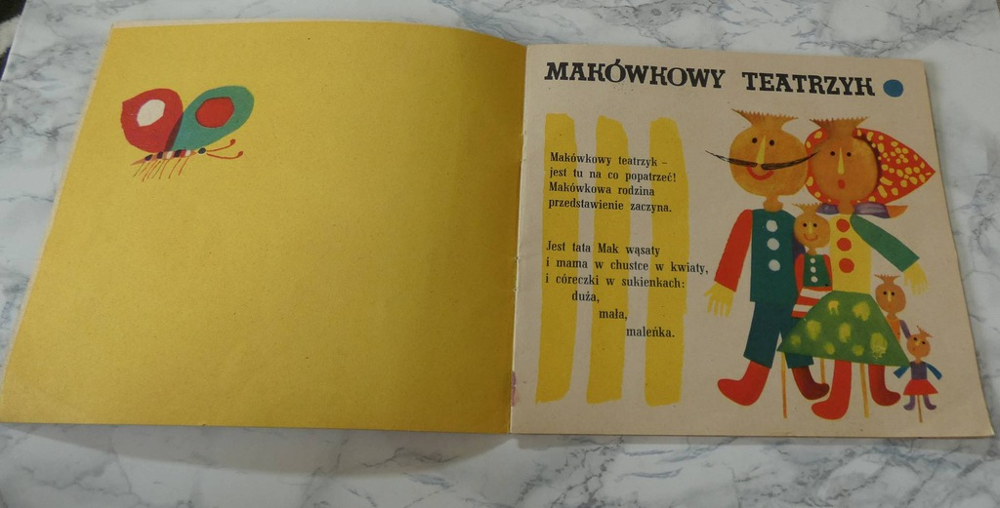 MAKÓWKOWY TEATRZYK
Makówkowy teatrzyk –
jest tu na co popatrzeć!
Makówkowa rodzina
przedstawienie zaczyna.
Jest tata Mak wąsaty
i mama w chustce w kwiaty,
i córeczki w sukienkach:
duża,
mała,
maleńka.